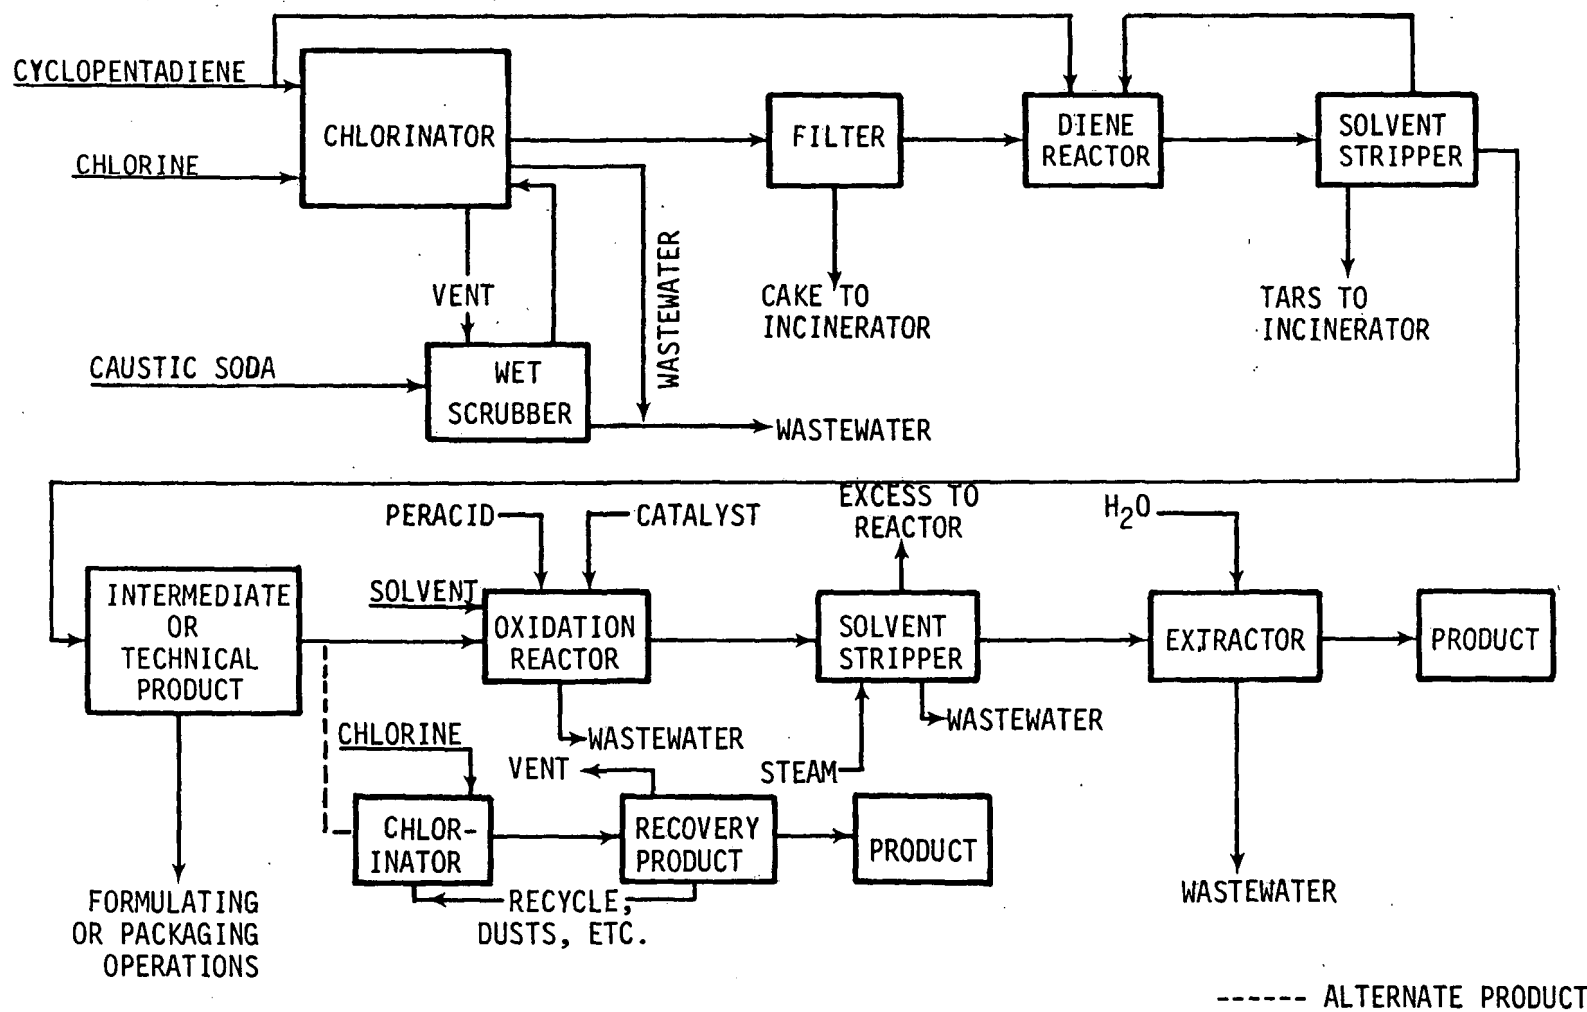 CYCLOPENTADIENE
CHLORINE
CHLORINATOR
FILTER
DIENE
REACTOR
SOLVENT
STRIPPER
VENT
WASTEWATER
CAKE TO
INCINERATOR
TARS TO
INCINERATOR
CAUSTIC SODA
WET
SCRUBBER
WASTEWATER
PERACID
CATALYST
EXCESS TO
REACTOR
H2O
INTERMEDIATE
OR
TECHNICAL
PRODUCT
SOLVENT
OXIDATION
REACTOR
SOLVENT
STRIPPER
EXTRACTOR
PRODUCT
WASTEWATER
WASTEWATER
CHLORINE
VENT
STEAM
CHLOR-
INATOR
RECOVERY
PRODUCT
PRODUCT
RECYCLE,
DUSTS, ETC.
WASTEWATER
FORMULATING
OR PACKAGING
OPERATIONS
------ ALTERNATE PRODUCT